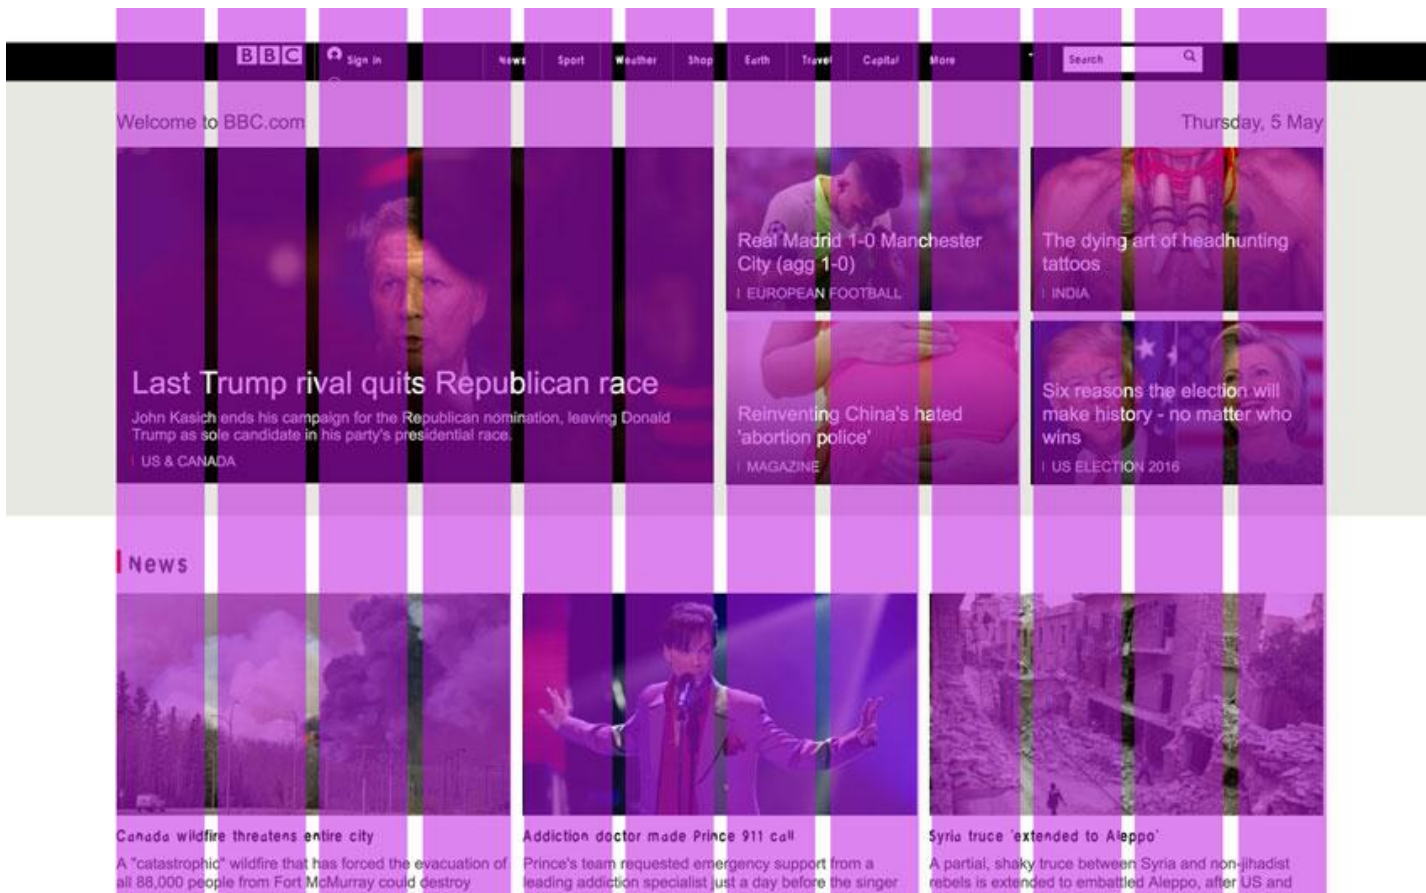 BBC Sign in News Sport Weather Shop Earth Travel Capital More Search
Welcome to BBC.com
Thursday, 5 May
Last Trump rival quits Republican race
John Kasich ends his campaign for the Republican nomination, leaving Donald
Trump as sole candidate in his party's presidential race.
US & CANADA
Real Madrid 1-0 Manchester
City (agg 1-0)
EUROPEAN FOOTBALL
The dying art of headhunting
tattoos
INDIA
Reinventing China's hated
'abortion police'
MAGAZINE
Six reasons the election will
make history - no matter who
wins
US ELECTION 2016
News
Canada wildfire threatens entire city
A "catastrophic" wildfire that has forced the evacuation of
all 88,000 people from Fort McMurray could destroy
Addiction doctor made Prince 911 call
Prince's team requested emergency support from a
leading addiction specialist just a day before the singer
Syria truce 'extended to Aleppo'
A partial, shaky truce between Syria and non-jihadist
rebels is extended to embattled Aleppo, after US and